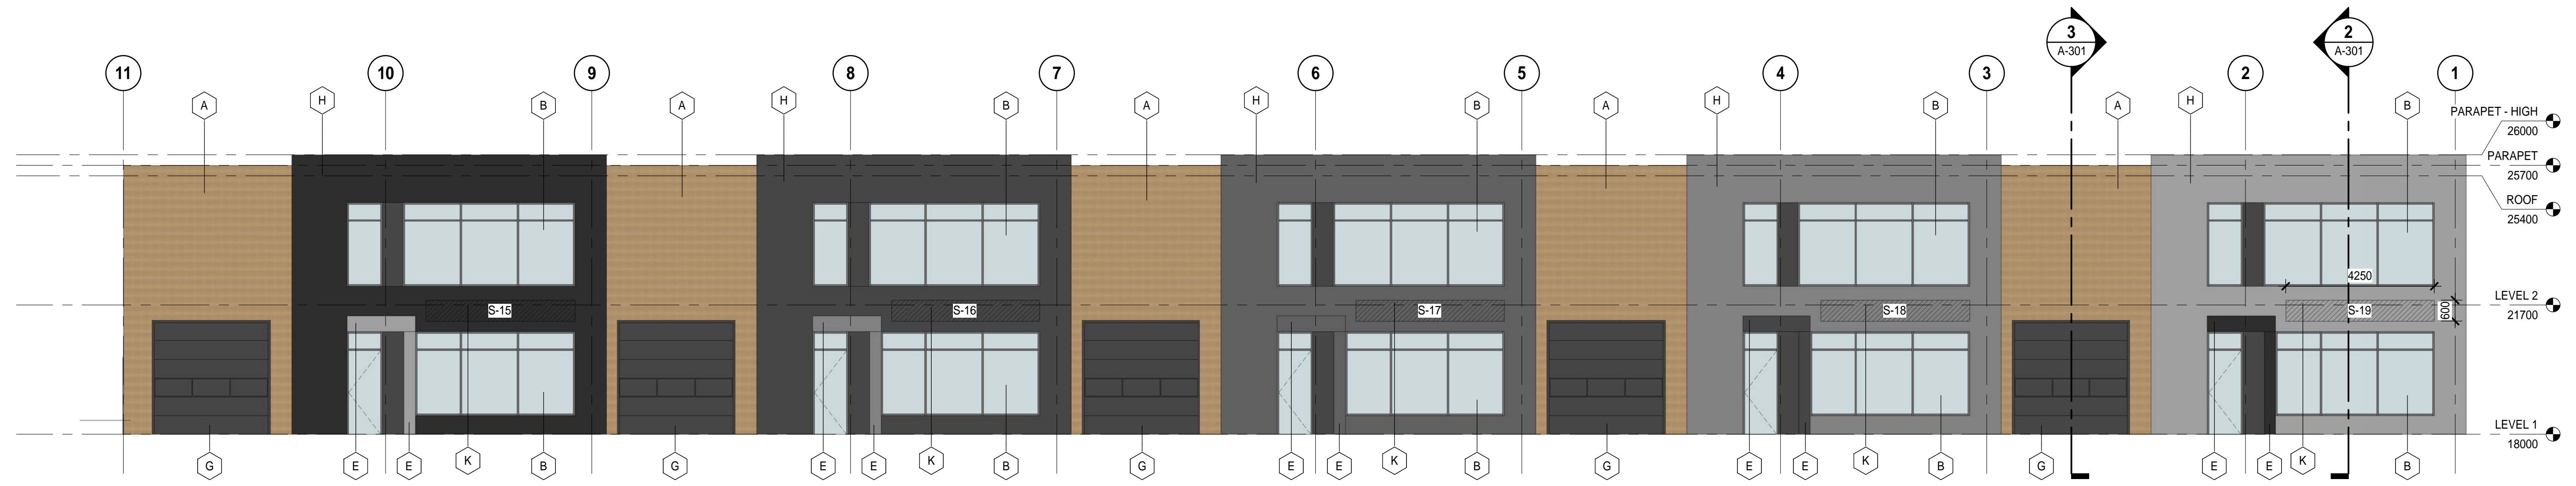 3
A-301
2
A-301
11
10
9
8
7
6
5
4
3
2
1
A
H
B
A
H
B
A
H
B
A
H
B
A
H
B
PARAPET - HIGH
26000
PARAPET
25700
ROOF
25400
4250
600
S-15
S-16
S-17
S-18
S-19
LEVEL 2
21700
LEVEL 1
18000
G
E
E
K
B
G
E
E
K
B
G
E
E
K
B
G
E
E
K
B
G
E
E
K
B